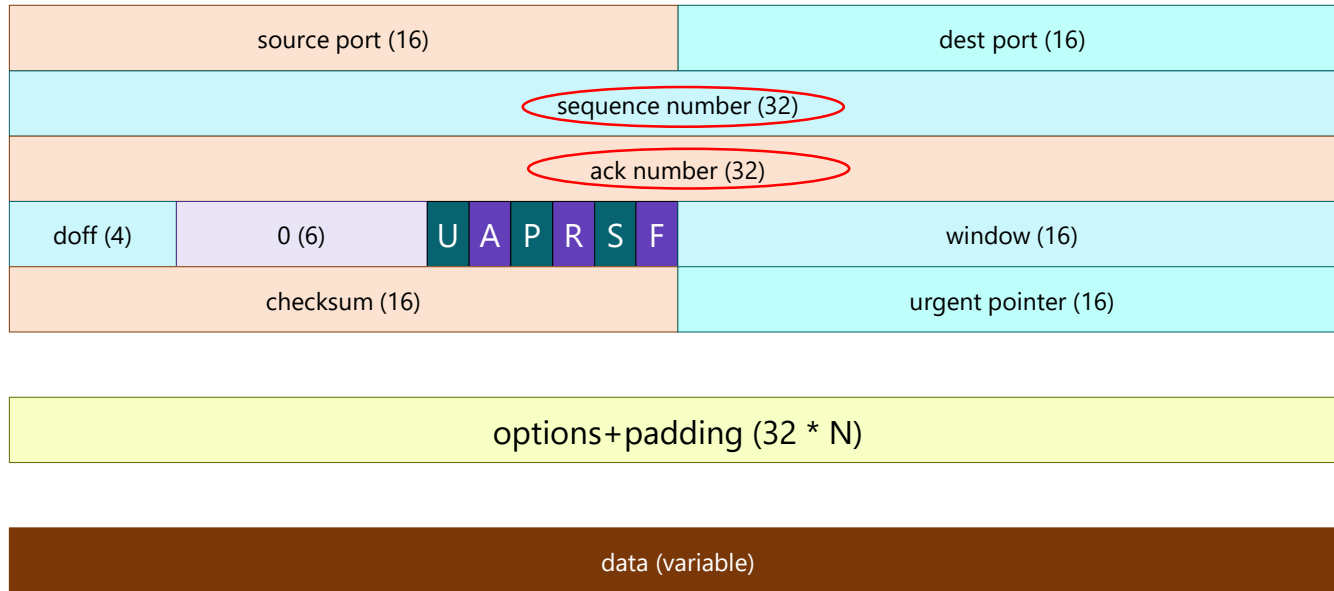 source port (16) dest port (16)
sequence number (32)
ack number (32)
doff (4) 0 (6) U A P R S F window (16)
checksum (16) urgent pointer (16)
options+padding (32 * N)
data (variable)